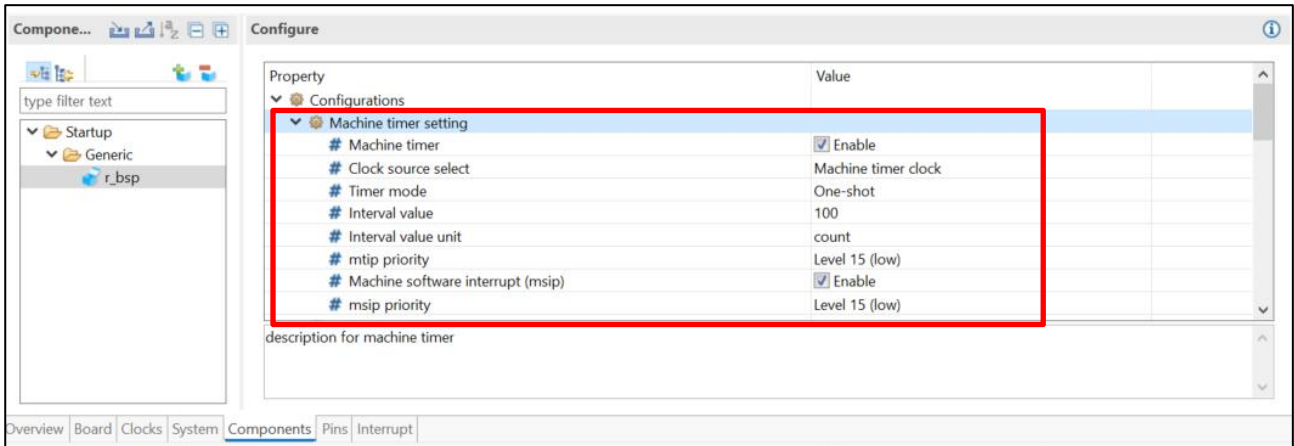 Compone...
Configure
type filter text
Startup
Generic
r_bsp
Property Value
Configurations
Machine timer setting
# Machine timer Enable
# Clock source select Machine timer clock
# Timer mode One-shot
# Interval value 100
# Interval value unit count
# mtip priority Level 15 (low)
# Machine software interrupt (msip) Enable
# msip priority Level 15 (low)
description for machine timer
Overview Board Clocks System Components Pins Interrupt